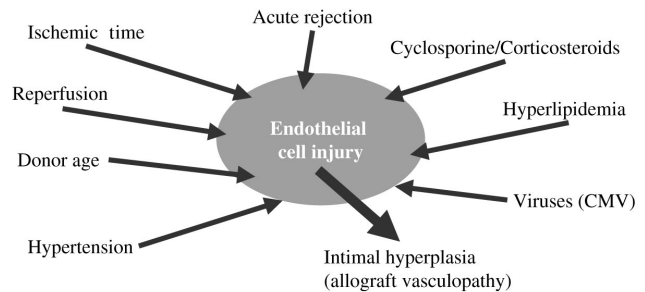 Acute rejection
Ischemic time
Cyclosporine/Corticosteroids
Reperfusion
Hyperlipidemia
Endothelial
cell injury
Donor age
Viruses (CMV)
Hypertension
Intimal hyperplasia
(allograft vasculopathy)